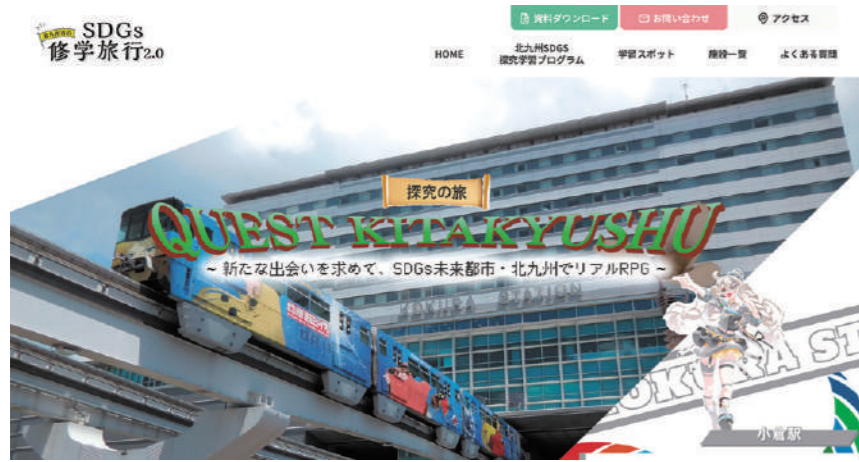 資料ダウンロード
お問い合わせ
アクセス
SDGs
修学旅行2.0
HOME
北九州SDGS
探究学習プログラム
学習スポット
施設一覧
よくある質問
探究の旅
QUEST KITAKYUSHU
~ 新たな出会いを求めて、SDGs未来都市・北九州でリアルRPG ~
KOKURA STATION
KOKURA ST
小倉駅